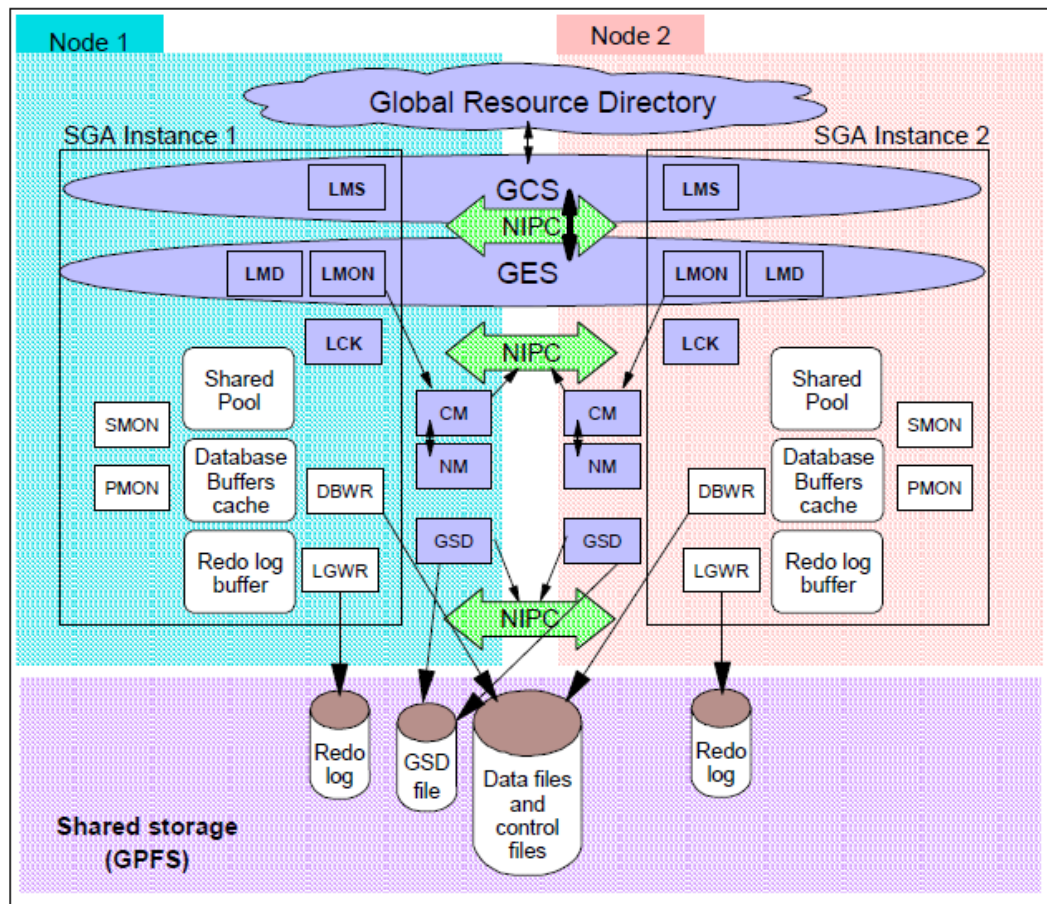 Node 1
Node 2
Global Resource Directory
SGA Instance 1
SGA Instance 2
LMS
GCS
LMS
NIPC
LMD
LMON
GES
LMON
LMD
LCK
NIPC
LCK
Shared
Pool
CM
CM
Shared
Pool
SMON
SMON
NM
NM
Database
Buffers
cache
Database
Buffers
cache
PMON
DBWR
DBWR
PMON
GSD
GSD
Redo log
buffer
LGWR
LGWR
Redo log
buffer
NIPC
Redo
log
GSD
file
Data files
and
control
files
Redo
log
Shared storage
(GPFS)